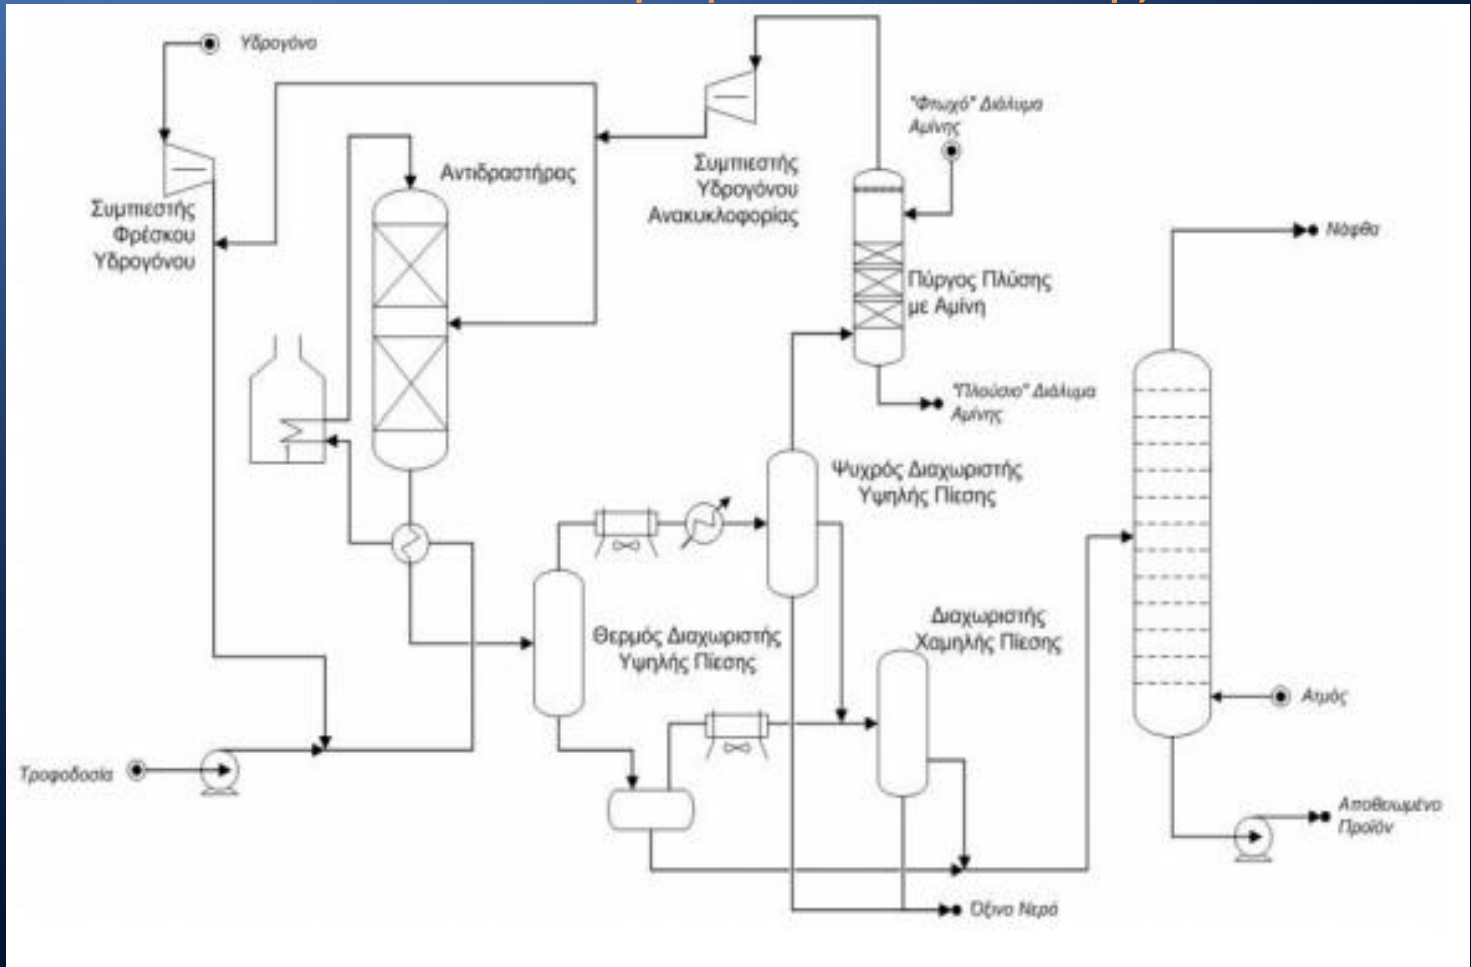 Υδρογόνο
"Φτωχό" Διάλυμα
Αμίνης
Συμπιεστής
Υδρογόνου
Ανακυκλοφορίας
Αντιδραστήρας
Συμπιεστής
Φρέσκου
Υδρογόνου
Νάφθα
Πύργος Πλύσης
με Αμίνη
"Πλούσιο" Διάλυμα
Αμίνης
Ψυχρός Διαχωριστής
Υψηλής Πίεσης
Θερμός Διαχωριστής
Υψηλής Πίεσης
Διαχωριστής
Χαμηλής Πίεσης
Ατμός
Τροφοδοσία
Αποθειωμένο
Προϊόν
Όξινο Νερό